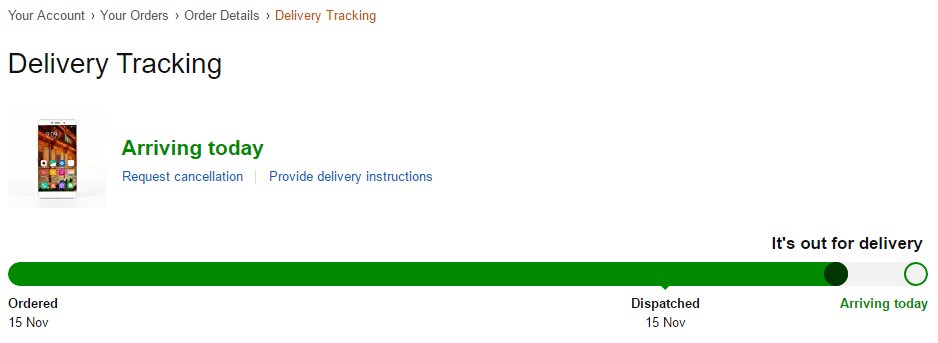 Your Account › Your Orders › Order Details › Delivery Tracking
Delivery Tracking
Arriving today
Request cancellation
Provide delivery instructions
It's out for delivery
Ordered
Dispatched
Arriving today
15 Nov
15 Nov